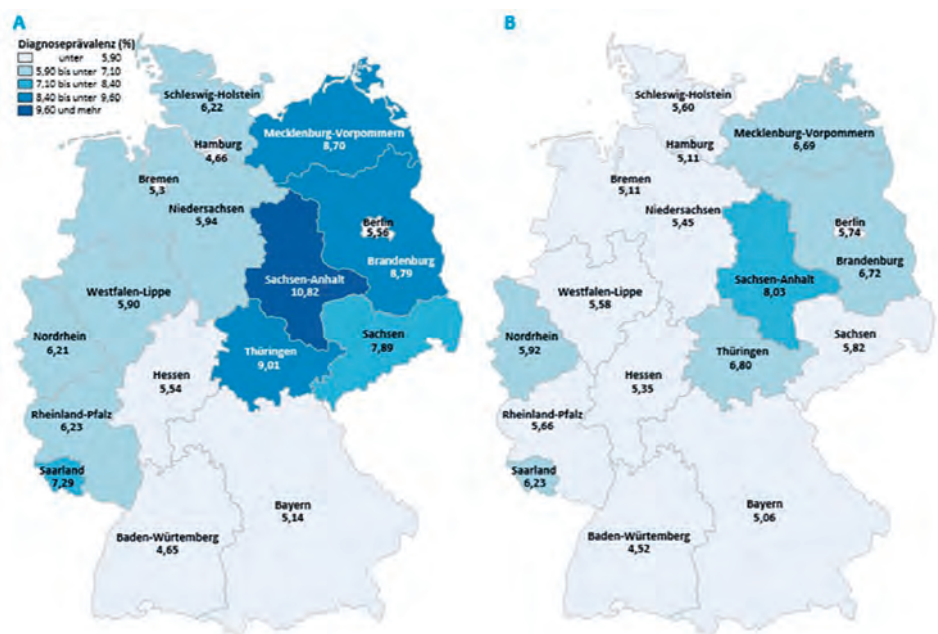 A
Diagnoseprävalenz (%)
unter 5,90
5,90 bis unter 7,10
7,10 bis unter 8,40
8,40 bis unter 9,60
9,60 und mehr
Schleswig-Holstein
6,22
Mecklenburg-Vorpommern
8,70
Hamburg
4,66
Bremen
5,3
Niedersachsen
5,94
Berlin
5,56
Brandenburg
8,79
Sachsen-Anhalt
10,82
Westfalen-Lippe
5,90
Nordrhein
6,21
Sachsen
7,89
Thüringen
9,01
Hessen
5,54
Rheinland-Pfalz
6,23
Saarland
7,29
Bayern
5,14
Baden-Würtemberg
4,65
B
Schleswig-Holstein
5,60
Mecklenburg-Vorpommern
6,69
Hamburg
5,11
Bremen
5,11
Niedersachsen
5,45
Berlin
5,74
Brandenburg
6,72
Sachsen-Anhalt
8,03
Westfalen-Lippe
5,58
Nordrhein
5,92
Sachsen
5,82
Thüringen
6,80
Hessen
5,35
Rheinland-Pfalz
5,66
Saarland
6,23
Bayern
5,06
Baden-Würtemberg
4,52